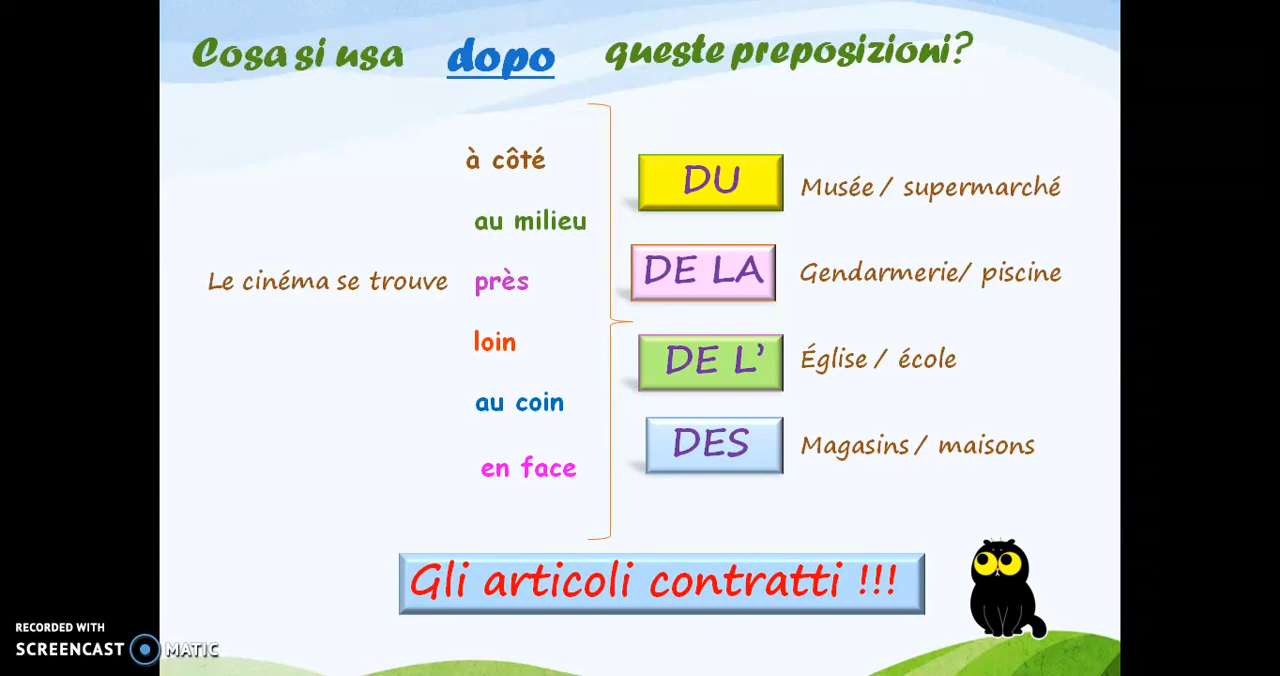 Cosa si usa dopo queste preposizioni?
à côté
au milieu
Le cinéma se trouve près
loin
au coin
en face
DU Musée / supermarché
DE LA Gendarmerie/ piscine
DE L’ Église / école
DES Magasins / maisons
Gli articoli contratti !!!
RECORDED WITH
SCREENCAST MATIC